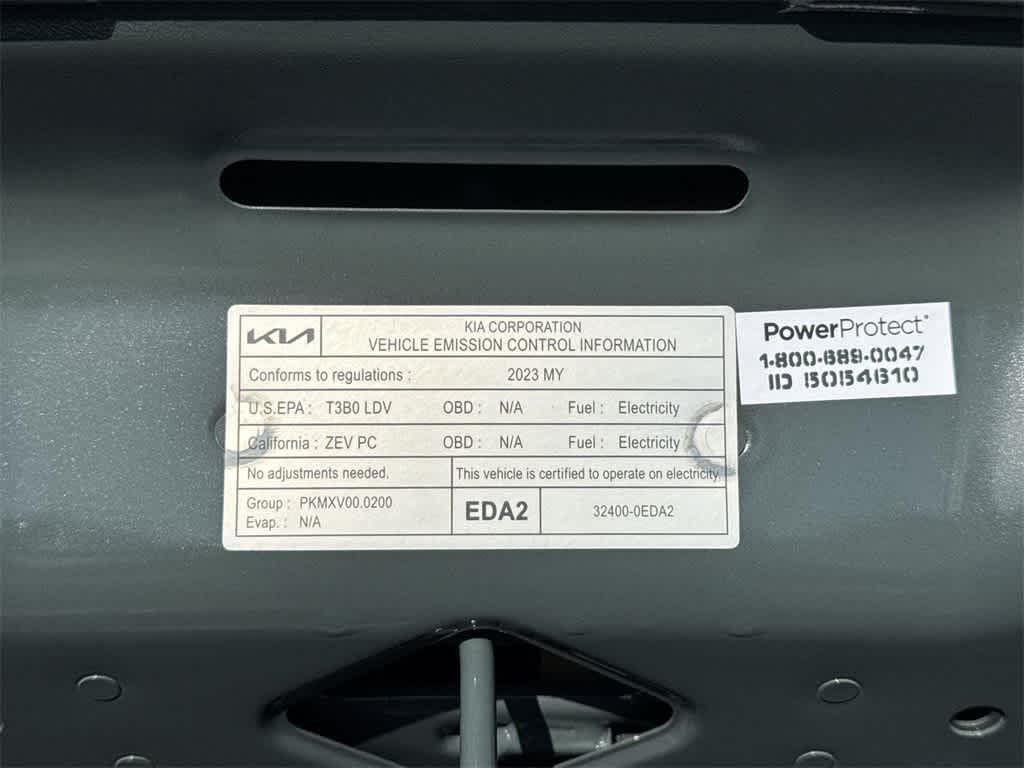 KIA
KIA CORPORATION
VEHICLE EMISSION CONTROL INFORMATION
Conforms to regulations : 2023 MY
U.S.EPA : T3B0 LDV OBD : N/A Fuel : Electricity
California : ZEV PC OBD : N/A Fuel : Electricity
No adjustments needed. This vehicle is certified to operate on electricity.
Group : PKMXV00.0200
Evap. : N/A
EDA2
32400-0EDA2
PowerProtect
1-800-689-0047
ID 50154610